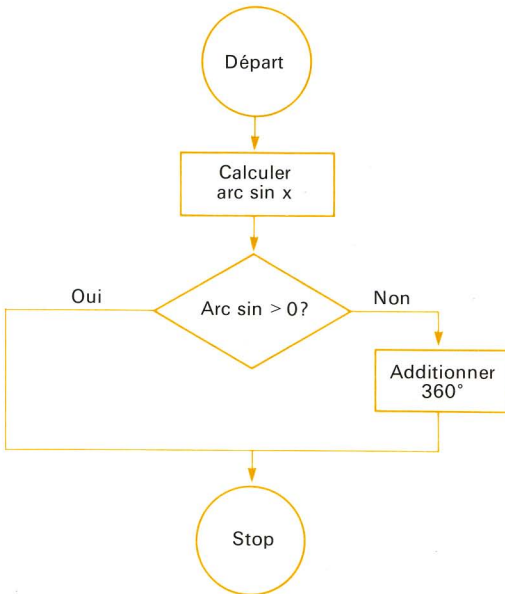 Départ
Calculer
arc sin x
Oui
Arc sin > 0?
Non
Additionner
360°
Stop